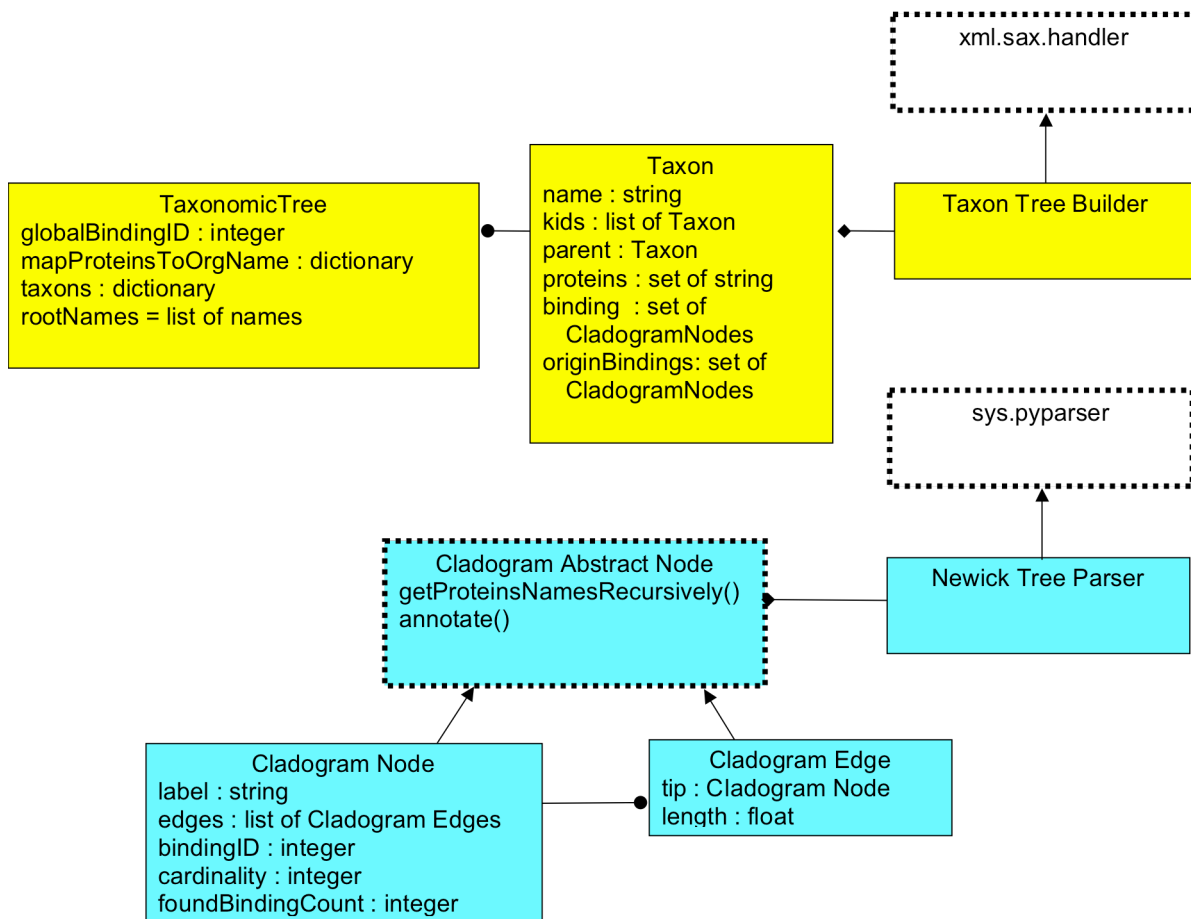 xml.sax.handler
TaxonomicTree
globalBindingID : integer
mapProteinsToOrgName : dictionary
taxons : dictionary
rootNames = list of names
Taxon
name : string
kids : list of Taxon
parent : Taxon
proteins : set of string
binding : set of
CladogramNodes
originBindings: set of
CladogramNodes
Taxon Tree Builder
sys.pyparser
Cladogram Abstract Node
getProteinsNamesRecursively()
annotate()
Newick Tree Parser
Cladogram Node
label : string
edges : list of Cladogram Edges
bindingID : integer
cardinality : integer
foundBindingCount : integer
Cladogram Edge
tip : Cladogram Node
length : float